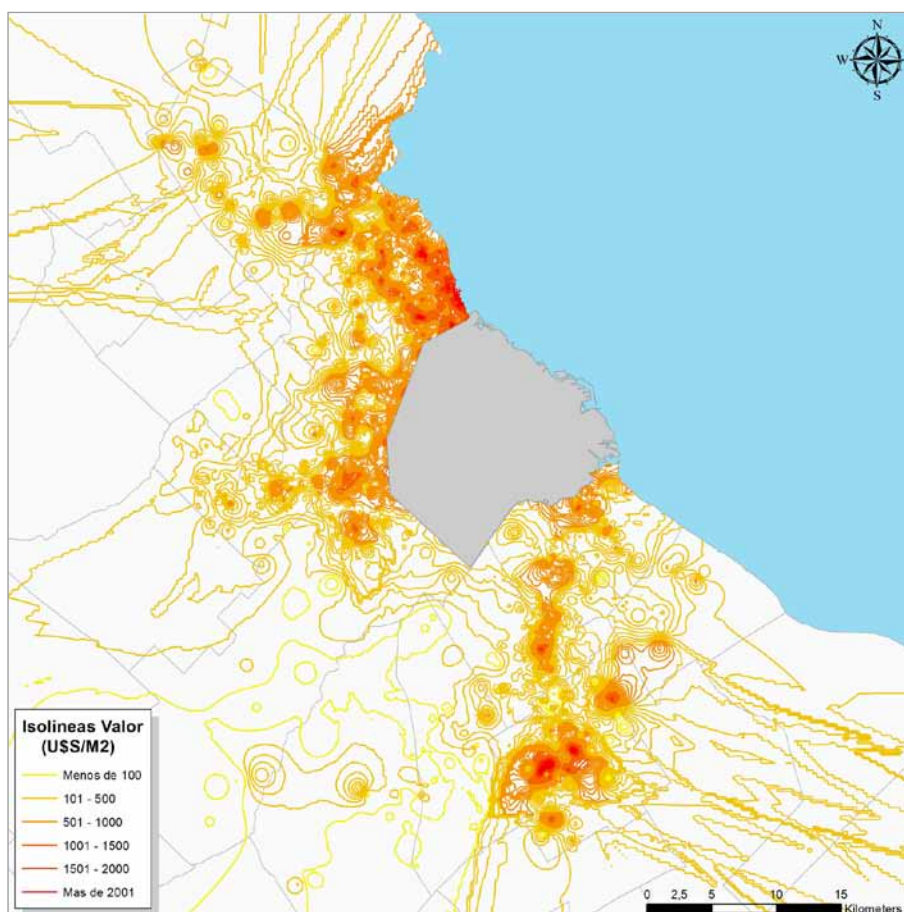 N
W E
S
Isolineas Valor
(U$S/M2)
Menos de 100
101 - 500
501 - 1000
1001 - 1500
1501 - 2000
Mas de 2001
0 2,5 5 10 15
Kilometers